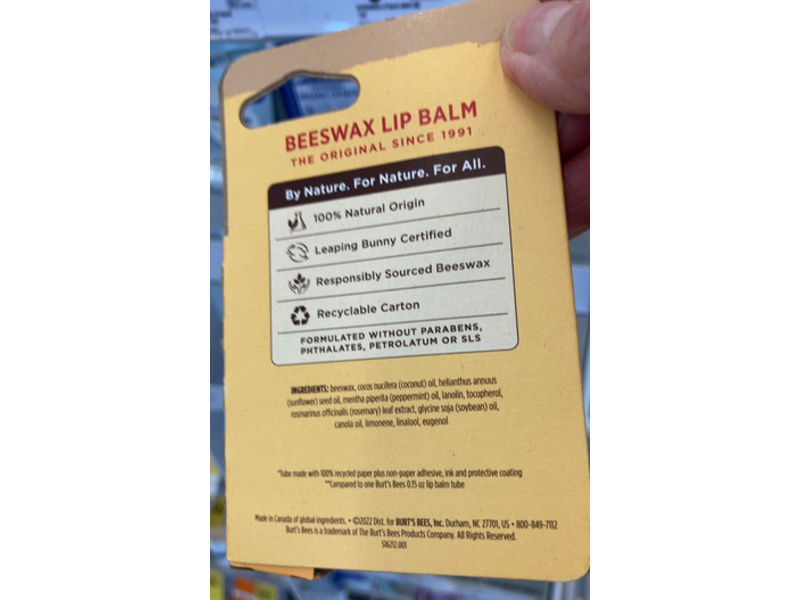 BEESWAX LIP BALM
THE ORIGINAL SINCE 1991
By Nature. For Nature. For All.
100% Natural Origin
Leaping Bunny Certified
Responsibly Sourced Beeswax
Recyclable Carton
FORMULATED WITHOUT PARABENS,
PHTHALATES, PETROLATUM OR SLS
INGREDIENTS: beeswax, cocos nucifera (coconut) oil, helianthus annuus
(sunflower) seed oil, mentha piperita (peppermint) oil, lanolin, tocopherol,
rosmarinus officinalis (rosemary) leaf extract, glycine soja (soybean) oil,
canola oil, limonene, linalool, eugenol
*Tube made with 100% recycled paper plus non-paper adhesive, ink and protective coating
**Compared to one Burt's Bees 0.15 oz lip balm tube
Made in Canada of global ingredients. • ©2022 Dist. for BURT'S BEES, Inc. Durham, NC 27701, US • 800-849-7112
Burt's Bees is a trademark of The Burt's Bees Products Company. All Rights Reserved.
516212.001